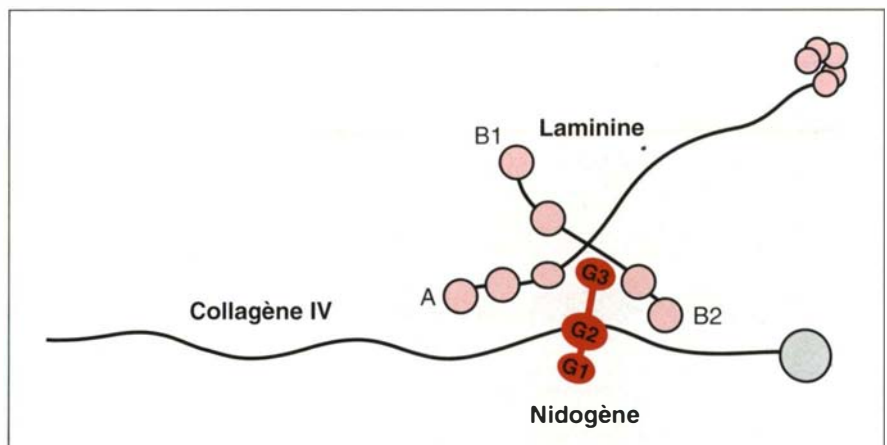 B1
Laminine
A
G3
Collagène IV
B2
G2
G1
Nidogène